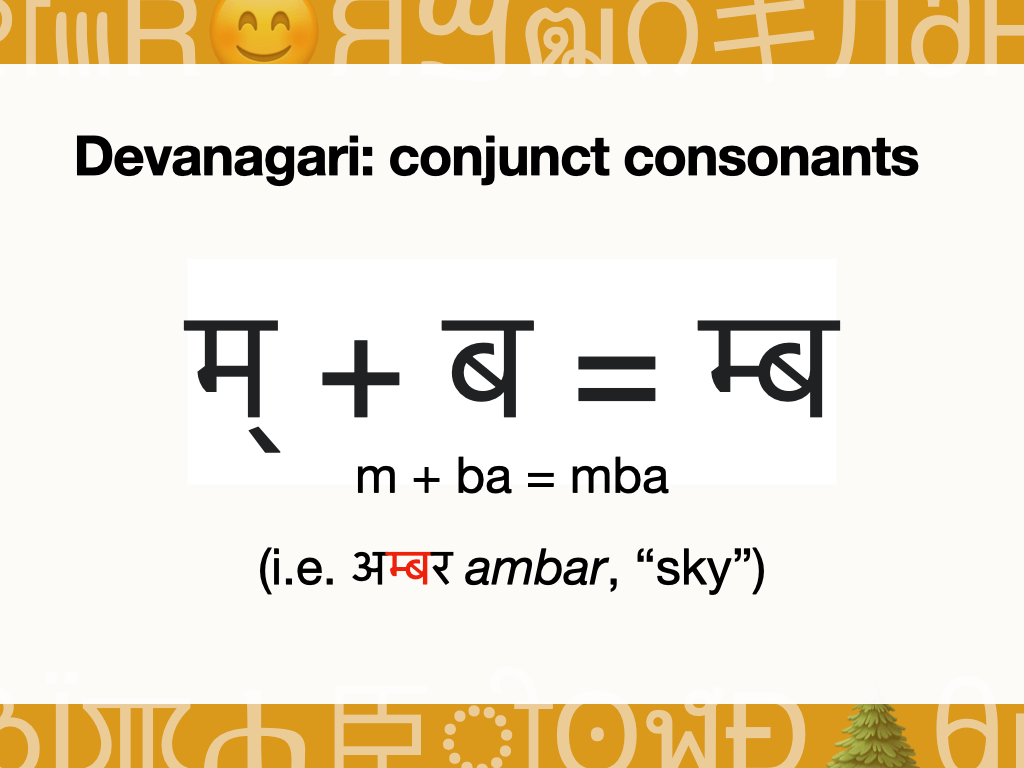 Devanagari: conjunct consonants
म् + ब = म्ब
m + ba = mba
(i.e. अम्बर ambar, “sky”)